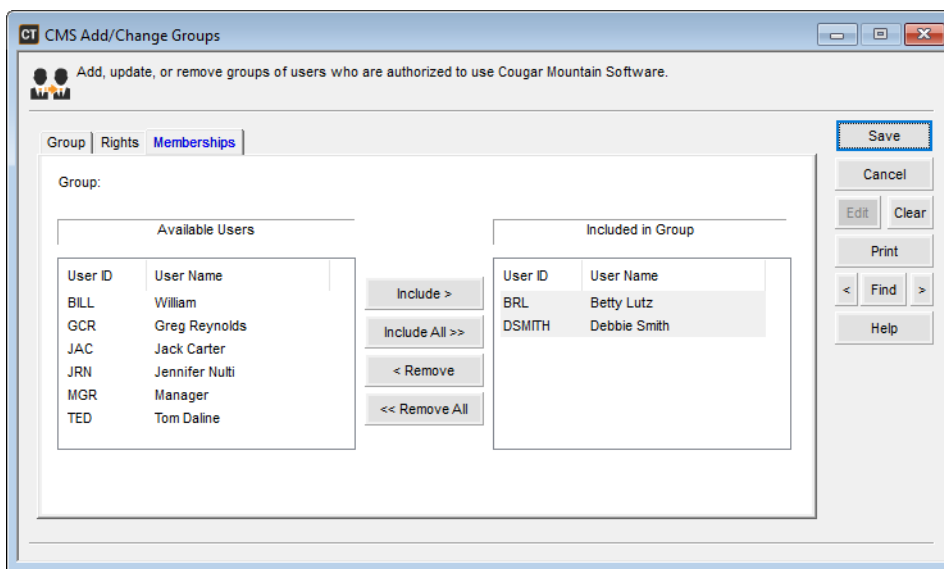 CT CMS Add/Change Groups
Add, update, or remove groups of users who are authorized to use Cougar Mountain Software.
Group Rights Memberships
Group:
Available Users
User ID User Name
BILL William
GCR Greg Reynolds
JAC Jack Carter
JRN Jennifer Nulti
MGR Manager
TED Tom Daline
Include >
Include All >>
< Remove
<< Remove All
Included in Group
User ID User Name
BRL Betty Lutz
DSMITH Debbie Smith
Save
Cancel
Edit Clear
Print
< Find >
Help